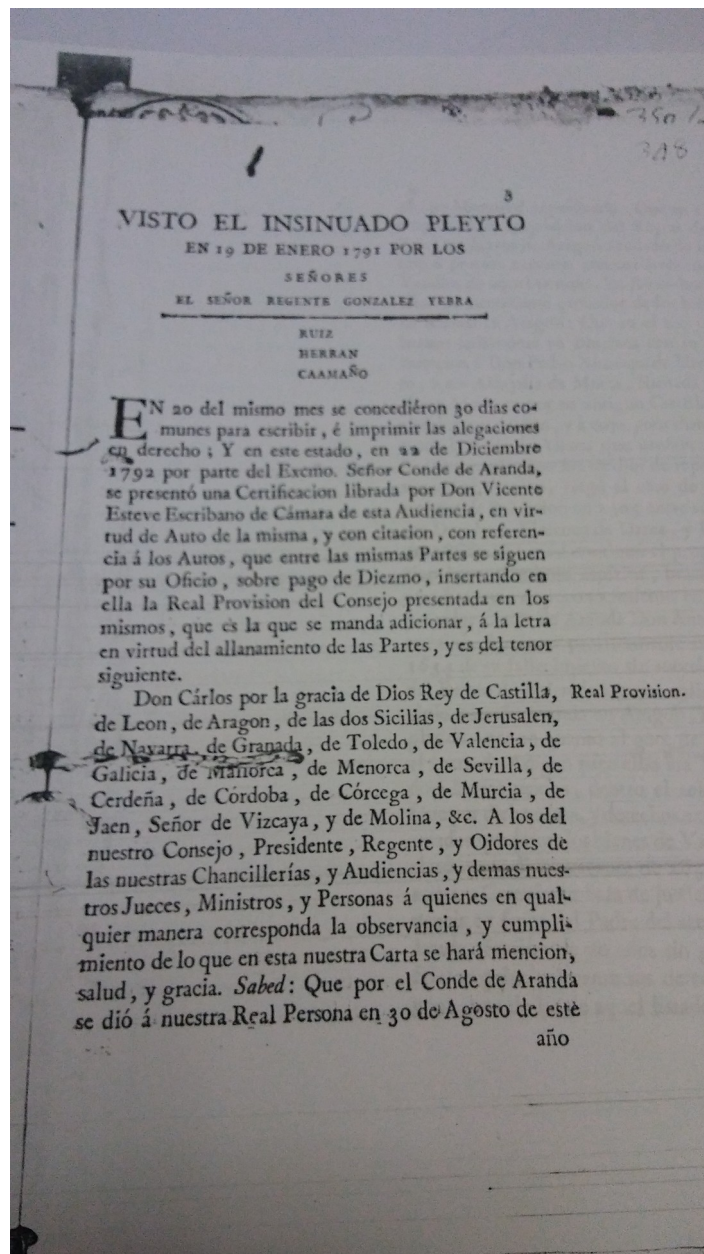 350
348
3
VISTO EL INSINUADO PLEYTO
EN 19 DE ENERO 1791 POR LOS
SEÑORES
EL SEÑOR REGENTE GONZALEZ YEBRA
RUIZ
HERRAN
CAAMAÑO
EN 20 del mismo mes se concediéron 30 dias co-
munes para escribir, é imprimir las alegaciones
en derecho; Y en este estado, en 22 de Diciembre
1792 por parte del Excmo. Señor Conde de Aranda,
se presentó una Certificacion librada por Don Vicente
Esteve Escribano de Cámara de esta Audiencia, en vir-
tud de Auto de la misma, y con citacion, con referen-
cia á los Autos, que entre las mismas Partes se siguen
por su Oficio, sobre pago de Diezmo, insertando en
ella la Real Provision del Consejo presentada en los
mismos, que es la que se manda adicionar, á la letra
en virtud del allanamiento de las Partes, y es del tenor
siguiente.
Don Cárlos por la gracia de Dios Rey de Castilla, Real Provision.
de Leon, de Aragon, de las dos Sicilias, de Jerusalen,
de Navarra, de Granada, de Toledo, de Valencia, de
Galicia, de Mallorca, de Menorca, de Sevilla, de
Cerdeña, de Córdoba, de Córcega, de Murcia, de
Jaen, Señor de Vizcaya, y de Molina, &c. A los del
nuestro Consejo, Presidente, Regente, y Oidores de
las nuestras Chancillerías, y Audiencias, y demas nues-
tros Jueces, Ministros, y Personas á quienes en qual-
quier manera corresponda la observancia, y cumpli-
miento de lo que en esta nuestra Carta se hará mencion,
salud, y gracia. Sabed: Que por el Conde de Aranda
se dió á nuestra Real Persona en 30 de Agosto de este
año